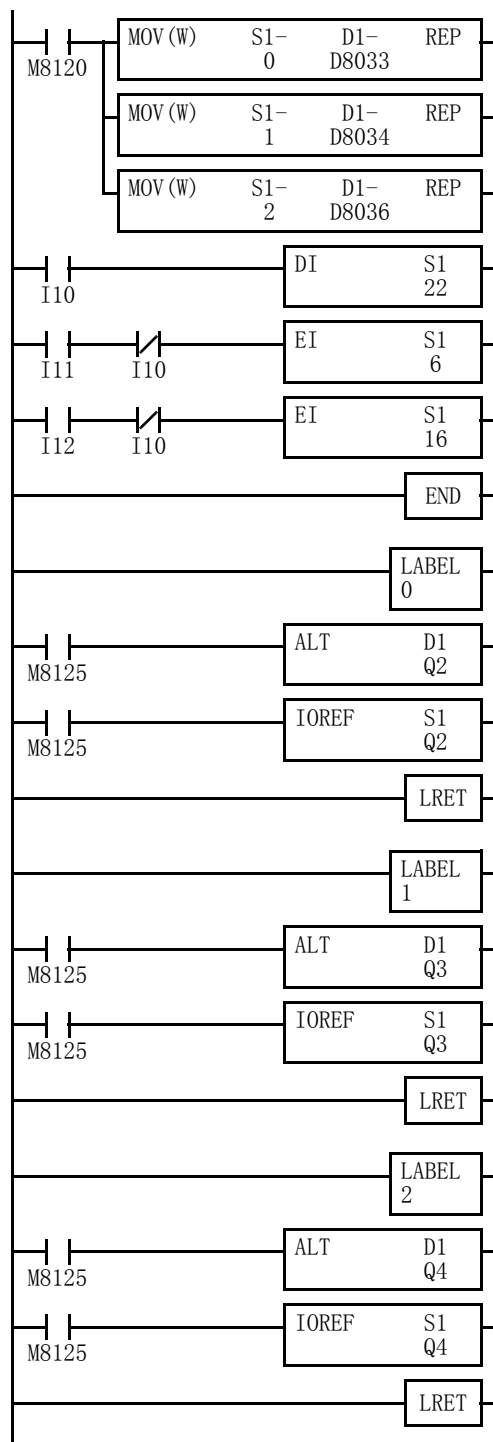 MOV(W) S1- D1- REP
0 D8033
M8120
MOV(W) S1- D1- REP
1 D8034
MOV(W) S1- D1- REP
2 D8036
DI S1
22
I10
EI S1
6
I11 I10
EI S1
16
I12 I10
END
LABEL
0
ALT D1
Q2
M8125
IOREF S1
Q2
M8125
LRET
LABEL
1
ALT D1
Q3
M8125
IOREF S1
Q3
M8125
LRET
LABEL
2
ALT D1
Q4
M8125
IOREF S1
Q4
M8125
LRET